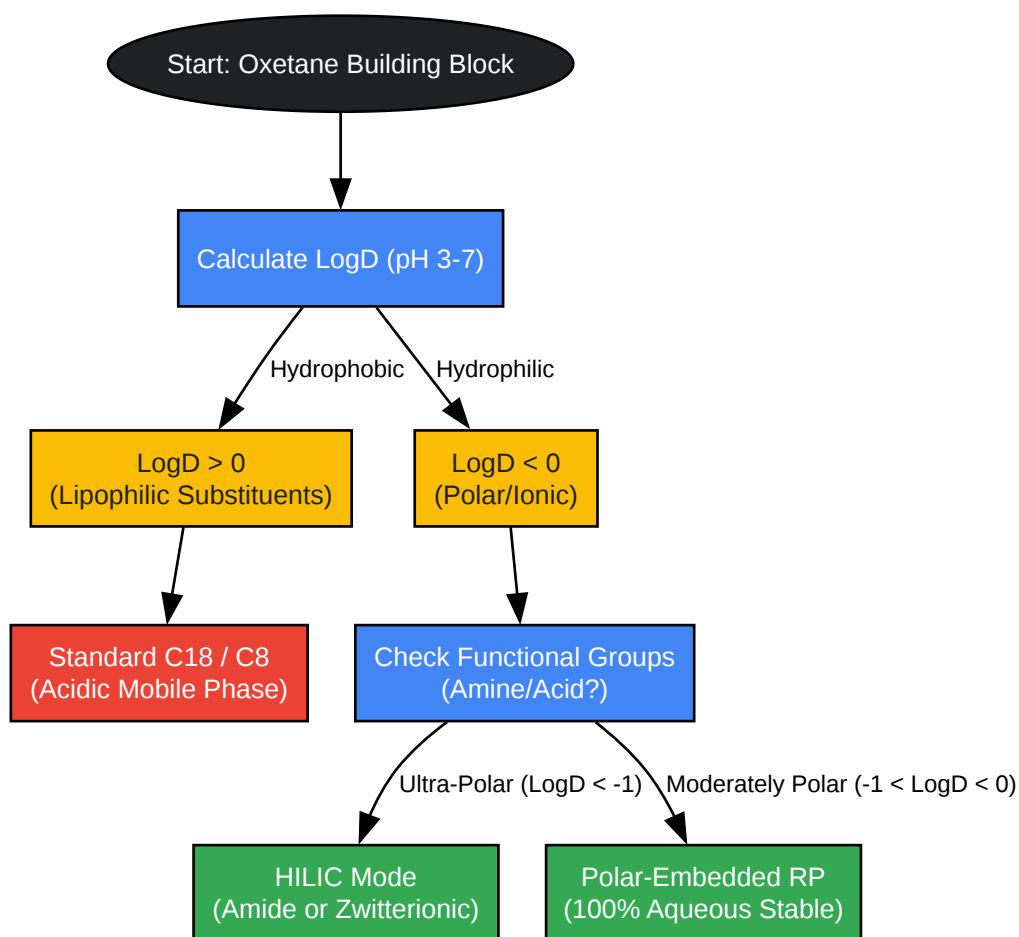 Start: Oxetane Building Block
Calculate LogD (pH 3-7)
Hydrophobic
Hydrophilic
LogD > 0
(Lipophilic Substituents)
LogD < 0
(Polar/Ionic)
Standard C18 / C8
(Acidic Mobile Phase)
Check Functional Groups
(Amine/Acid?)
Ultra-Polar (LogD < -1)
Moderately Polar (-1 < LogD < 0)
HILIC Mode
(Amide or Zwitterionic)
Polar-Embedded RP
(100% Aqueous Stable)